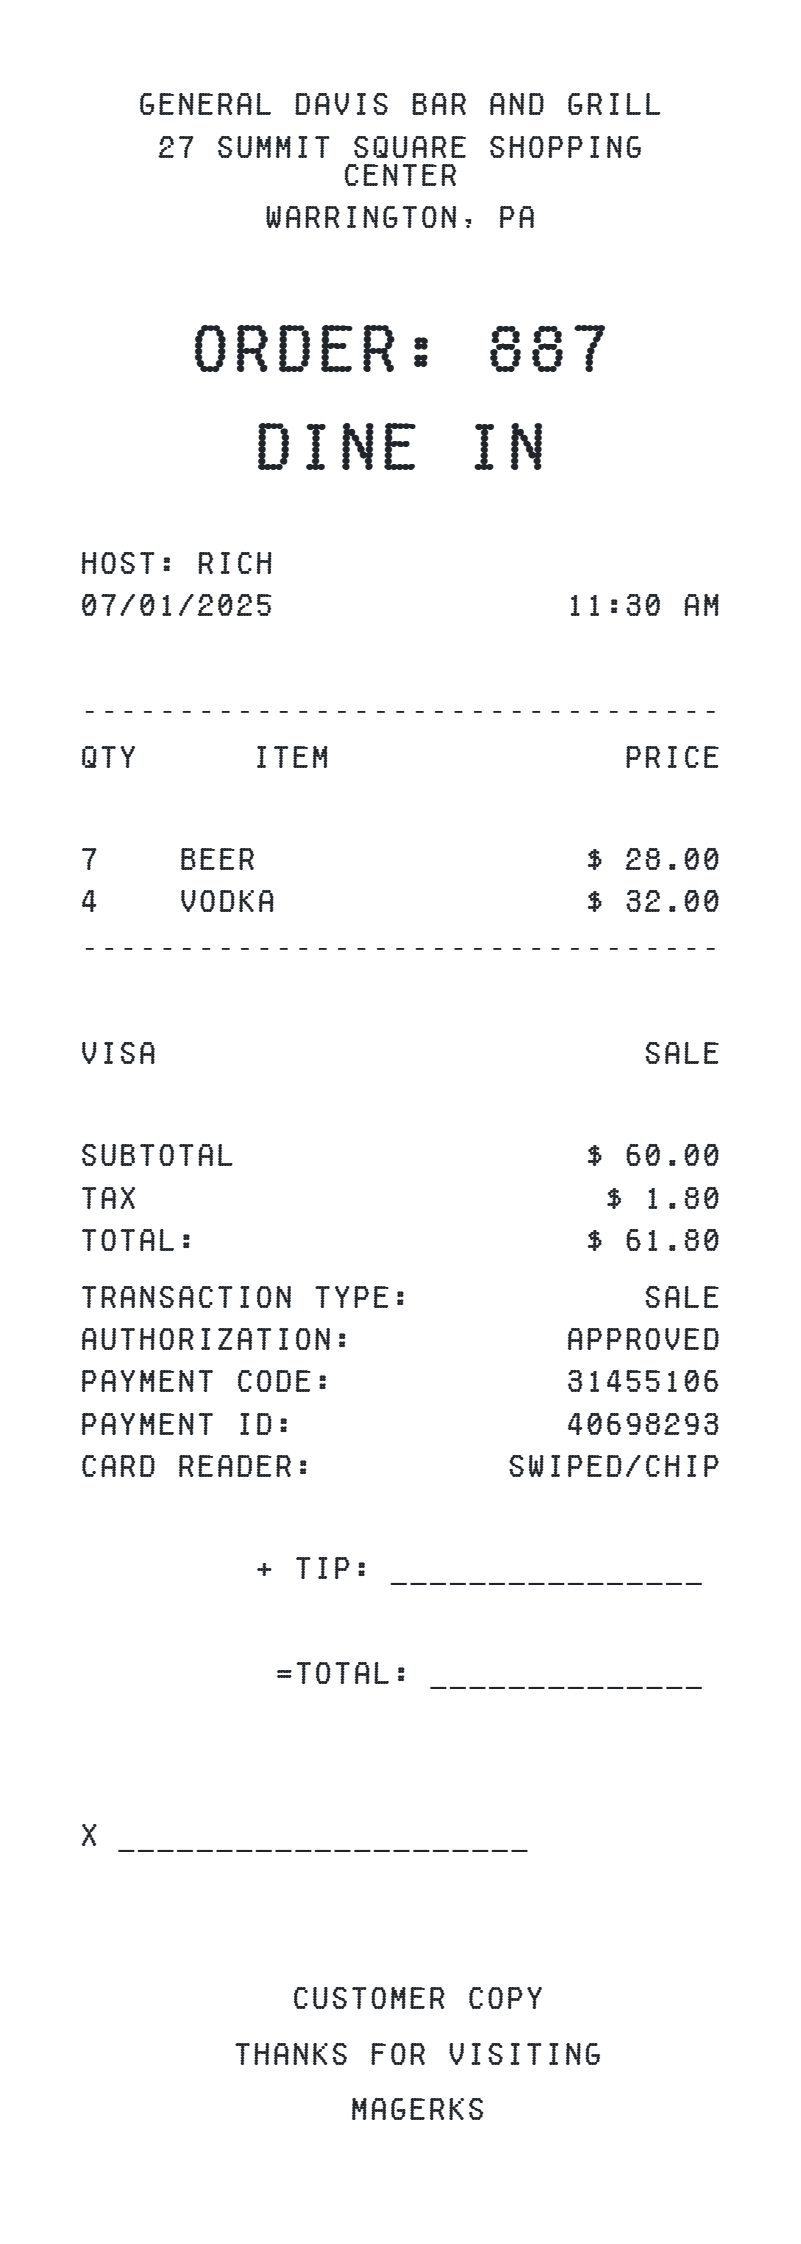 GENERAL DAVIS BAR AND GRILL
27 SUMMIT SQUARE SHOPPING
CENTER
WARRINGTON, PA
ORDER: 887
DINE IN
HOST: RICH
07/01/2025 11:30 AM
---------------------------------
QTY ITEM PRICE
7 BEER $ 28.00
4 VODKA $ 32.00
---------------------------------
VISA SALE
SUBTOTAL $ 60.00
TAX $ 1.80
TOTAL: $ 61.80
TRANSACTION TYPE: SALE
AUTHORIZATION: APPROVED
PAYMENT CODE: 31455106
PAYMENT ID: 40698293
CARD READER: SWIPED/CHIP
+ TIP: ________________
=TOTAL: ______________
X _____________________
CUSTOMER COPY
THANKS FOR VISITING
MAGERKS